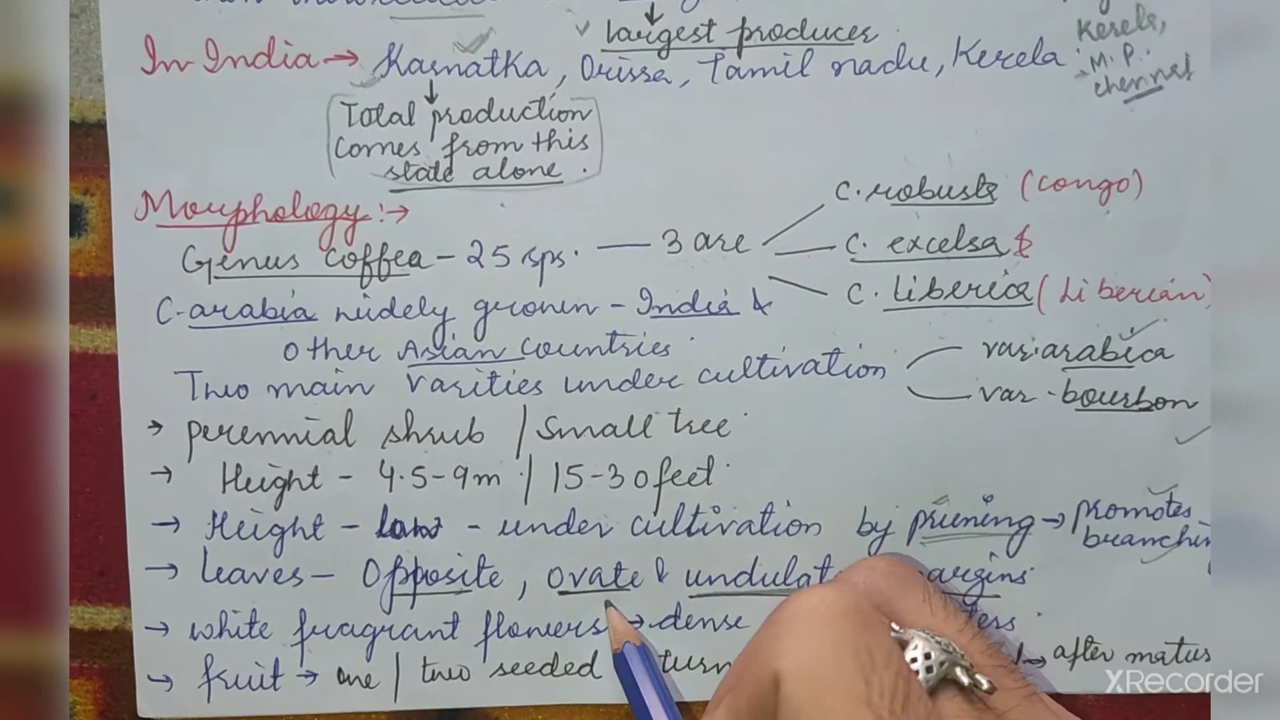 largest producer
Kerela,
M.P.
chennai
In India → Karnatka, Orissa, Tamil nadu, Kerela
Total production
comes from this
state alone.
Morphology :→
Genus coffea - 25 sps. — 3 are
C. robusta (congo)
C. excelsa
C. Liberica (Liberian)
C. arabia widely grown - India &
other Asian countries.
Two main varities under cultivation
var. arabica
var - bourbon
→ perennial shrub / Small tree
→ Height - 4.5-9m / 15-30 feet
→ Height - low - under cultivation by pruning → promotes
branchin
→ Leaves - Opposite, ovate & undulat margins
→ white fragrant flowers → dense
→ fruit → one / two seeded turn → after matur
XRecorder